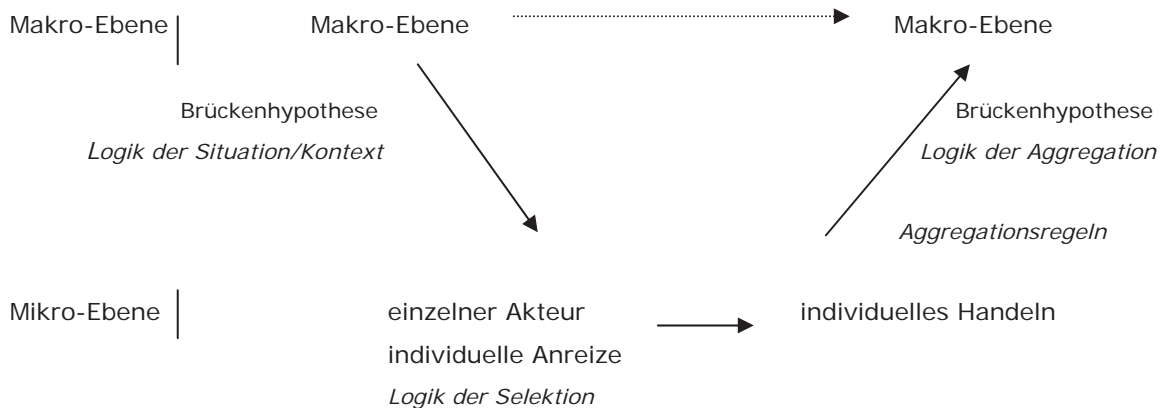 Makro-Ebene Makro-Ebene Makro-Ebene
Brückenhypothese Brückenhypothese
Logik der Situation/Kontext Logik der Aggregation
Aggregationsregeln
Mikro-Ebene einzelner Akteur individuelles Handeln
individuelle Anreize
Logik der Selektion